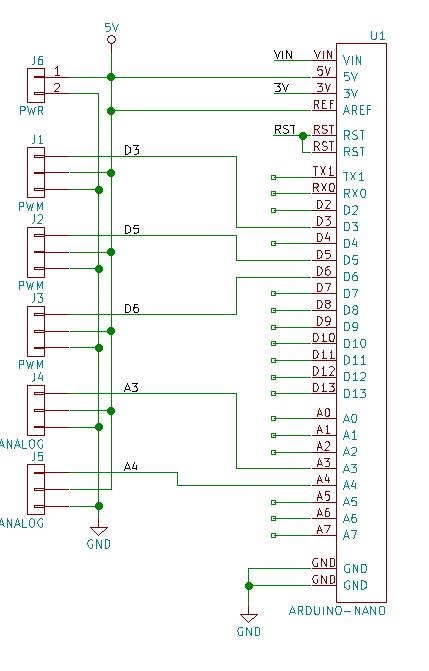 5V
J6
1
2
PWR
J1
D3
PWM
J2
D5
PWM
J3
D6
PWM
J4
A3
ANALOG
J5
A4
ANALOG
GND
U1
VIN VIN VIN
5V 5V
3V 3V 3V
REF AREF
RST RST RST
RST RST
TX1 TX1
RX0 RX0
D2 D2
D3 D3
D4 D4
D5 D5
D6 D6
D7 D7
D8 D8
D9 D9
D10 D10
D11 D11
D12 D12
D13 D13
A0 A0
A1 A1
A2 A2
A3 A3
A4 A4
A5 A5
A6 A6
A7 A7
GND GND
GND GND
ARDUINO-NANO
GND